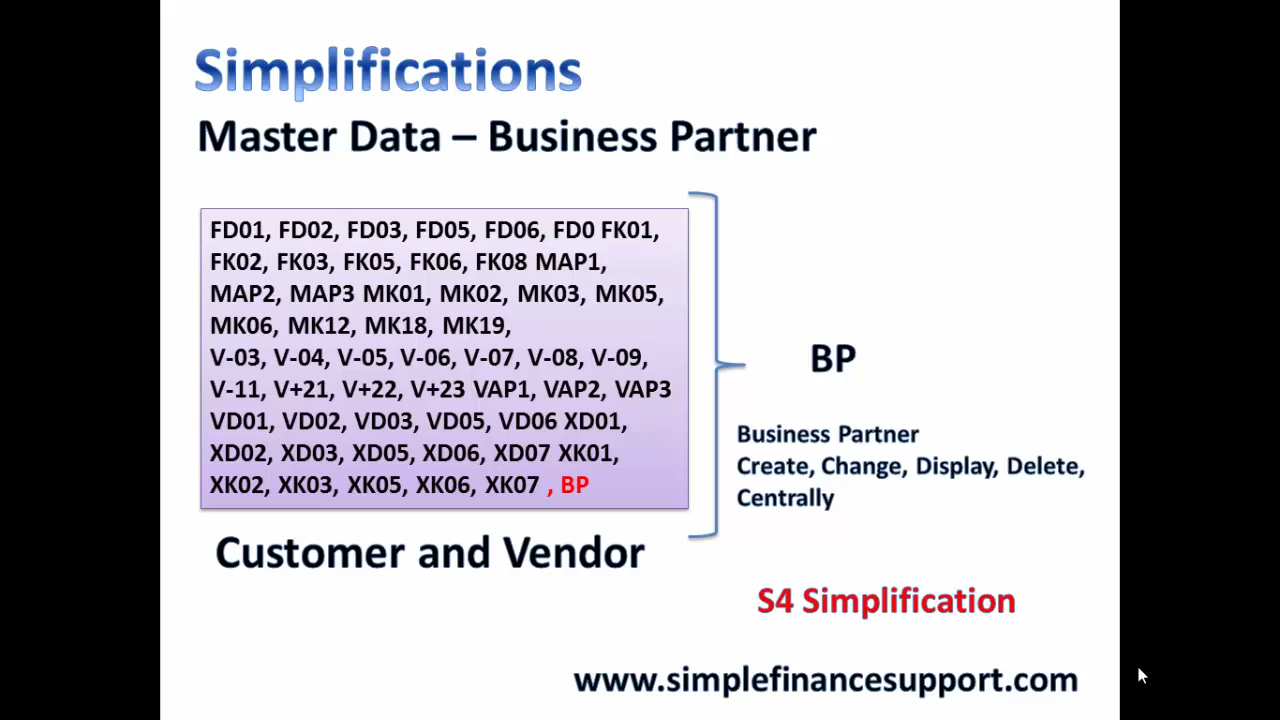 Simplifications
Master Data – Business Partner
FD01, FD02, FD03, FD05, FD06, FD0 FK01,
FK02, FK03, FK05, FK06, FK08 MAP1,
MAP2, MAP3 MK01, MK02, MK03, MK05,
MK06, MK12, MK18, MK19,
V-03, V-04, V-05, V-06, V-07, V-08, V-09,
V-11, V+21, V+22, V+23 VAP1, VAP2, VAP3
VD01, VD02, VD03, VD05, VD06 XD01,
XD02, XD03, XD05, XD06, XD07 XK01,
XK02, XK03, XK05, XK06, XK07 , BP
Customer and Vendor
BP
Business Partner
Create, Change, Display, Delete,
Centrally
S4 Simplification
www.simplefinancesupport.com